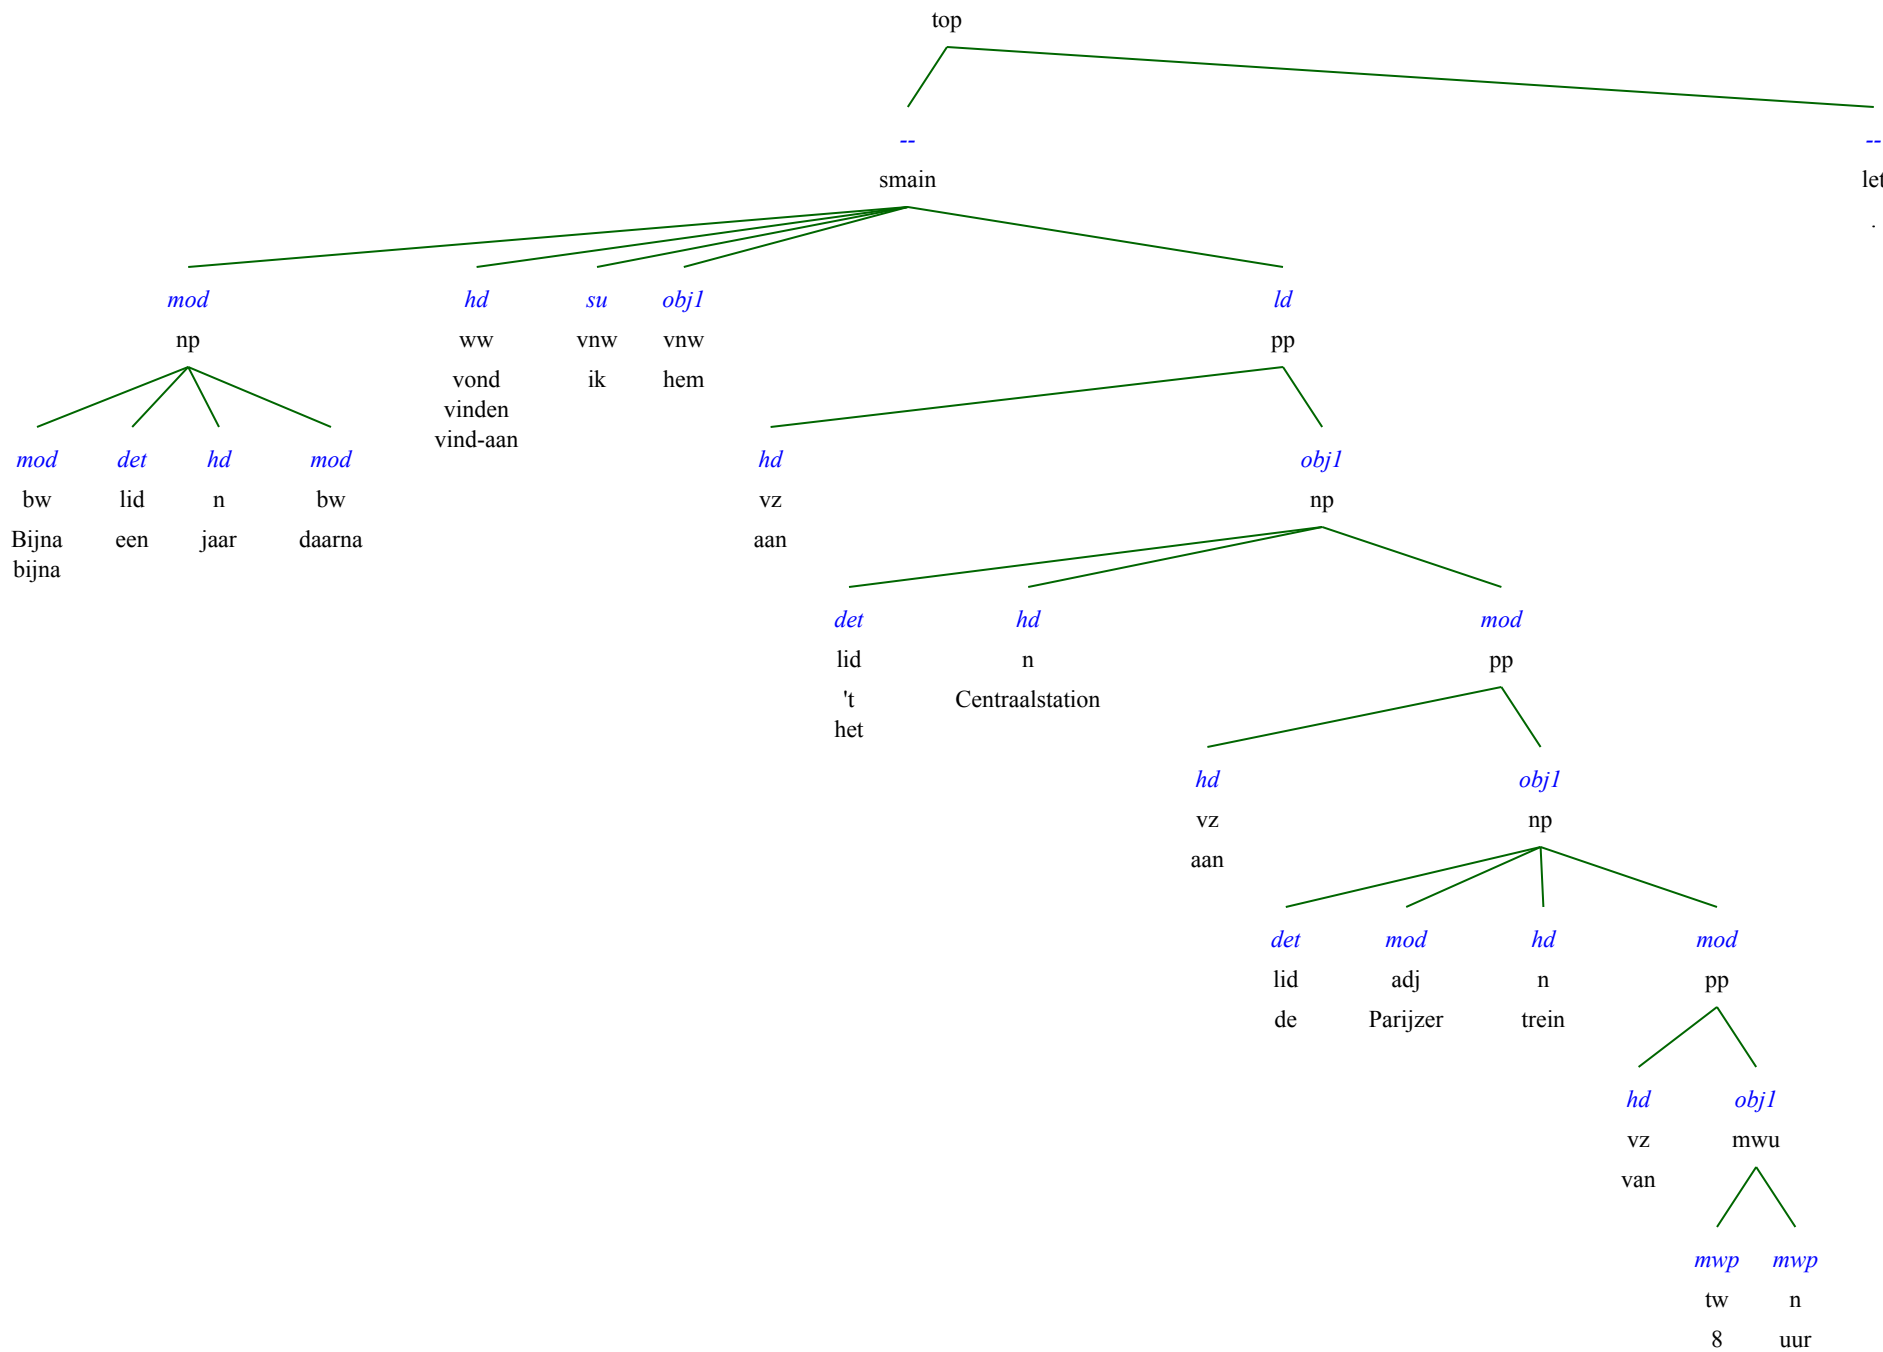 top
-- --
smain let
.
mod hd su obj1 ld
np ww vnw vnw pp
vond ik hem
vinden
vind-aan
mod det hd mod hd obj1
bw lid n bw vz np
Bijna een jaar daarna aan
bijna
det hd mod
lid n pp
't Centraalstation
het
hd obj1
vz np
aan
det mod hd mod
lid adj n pp
de Parijzer trein
hd obj1
vz mwu
van
mwp mwp
tw n
8 uur